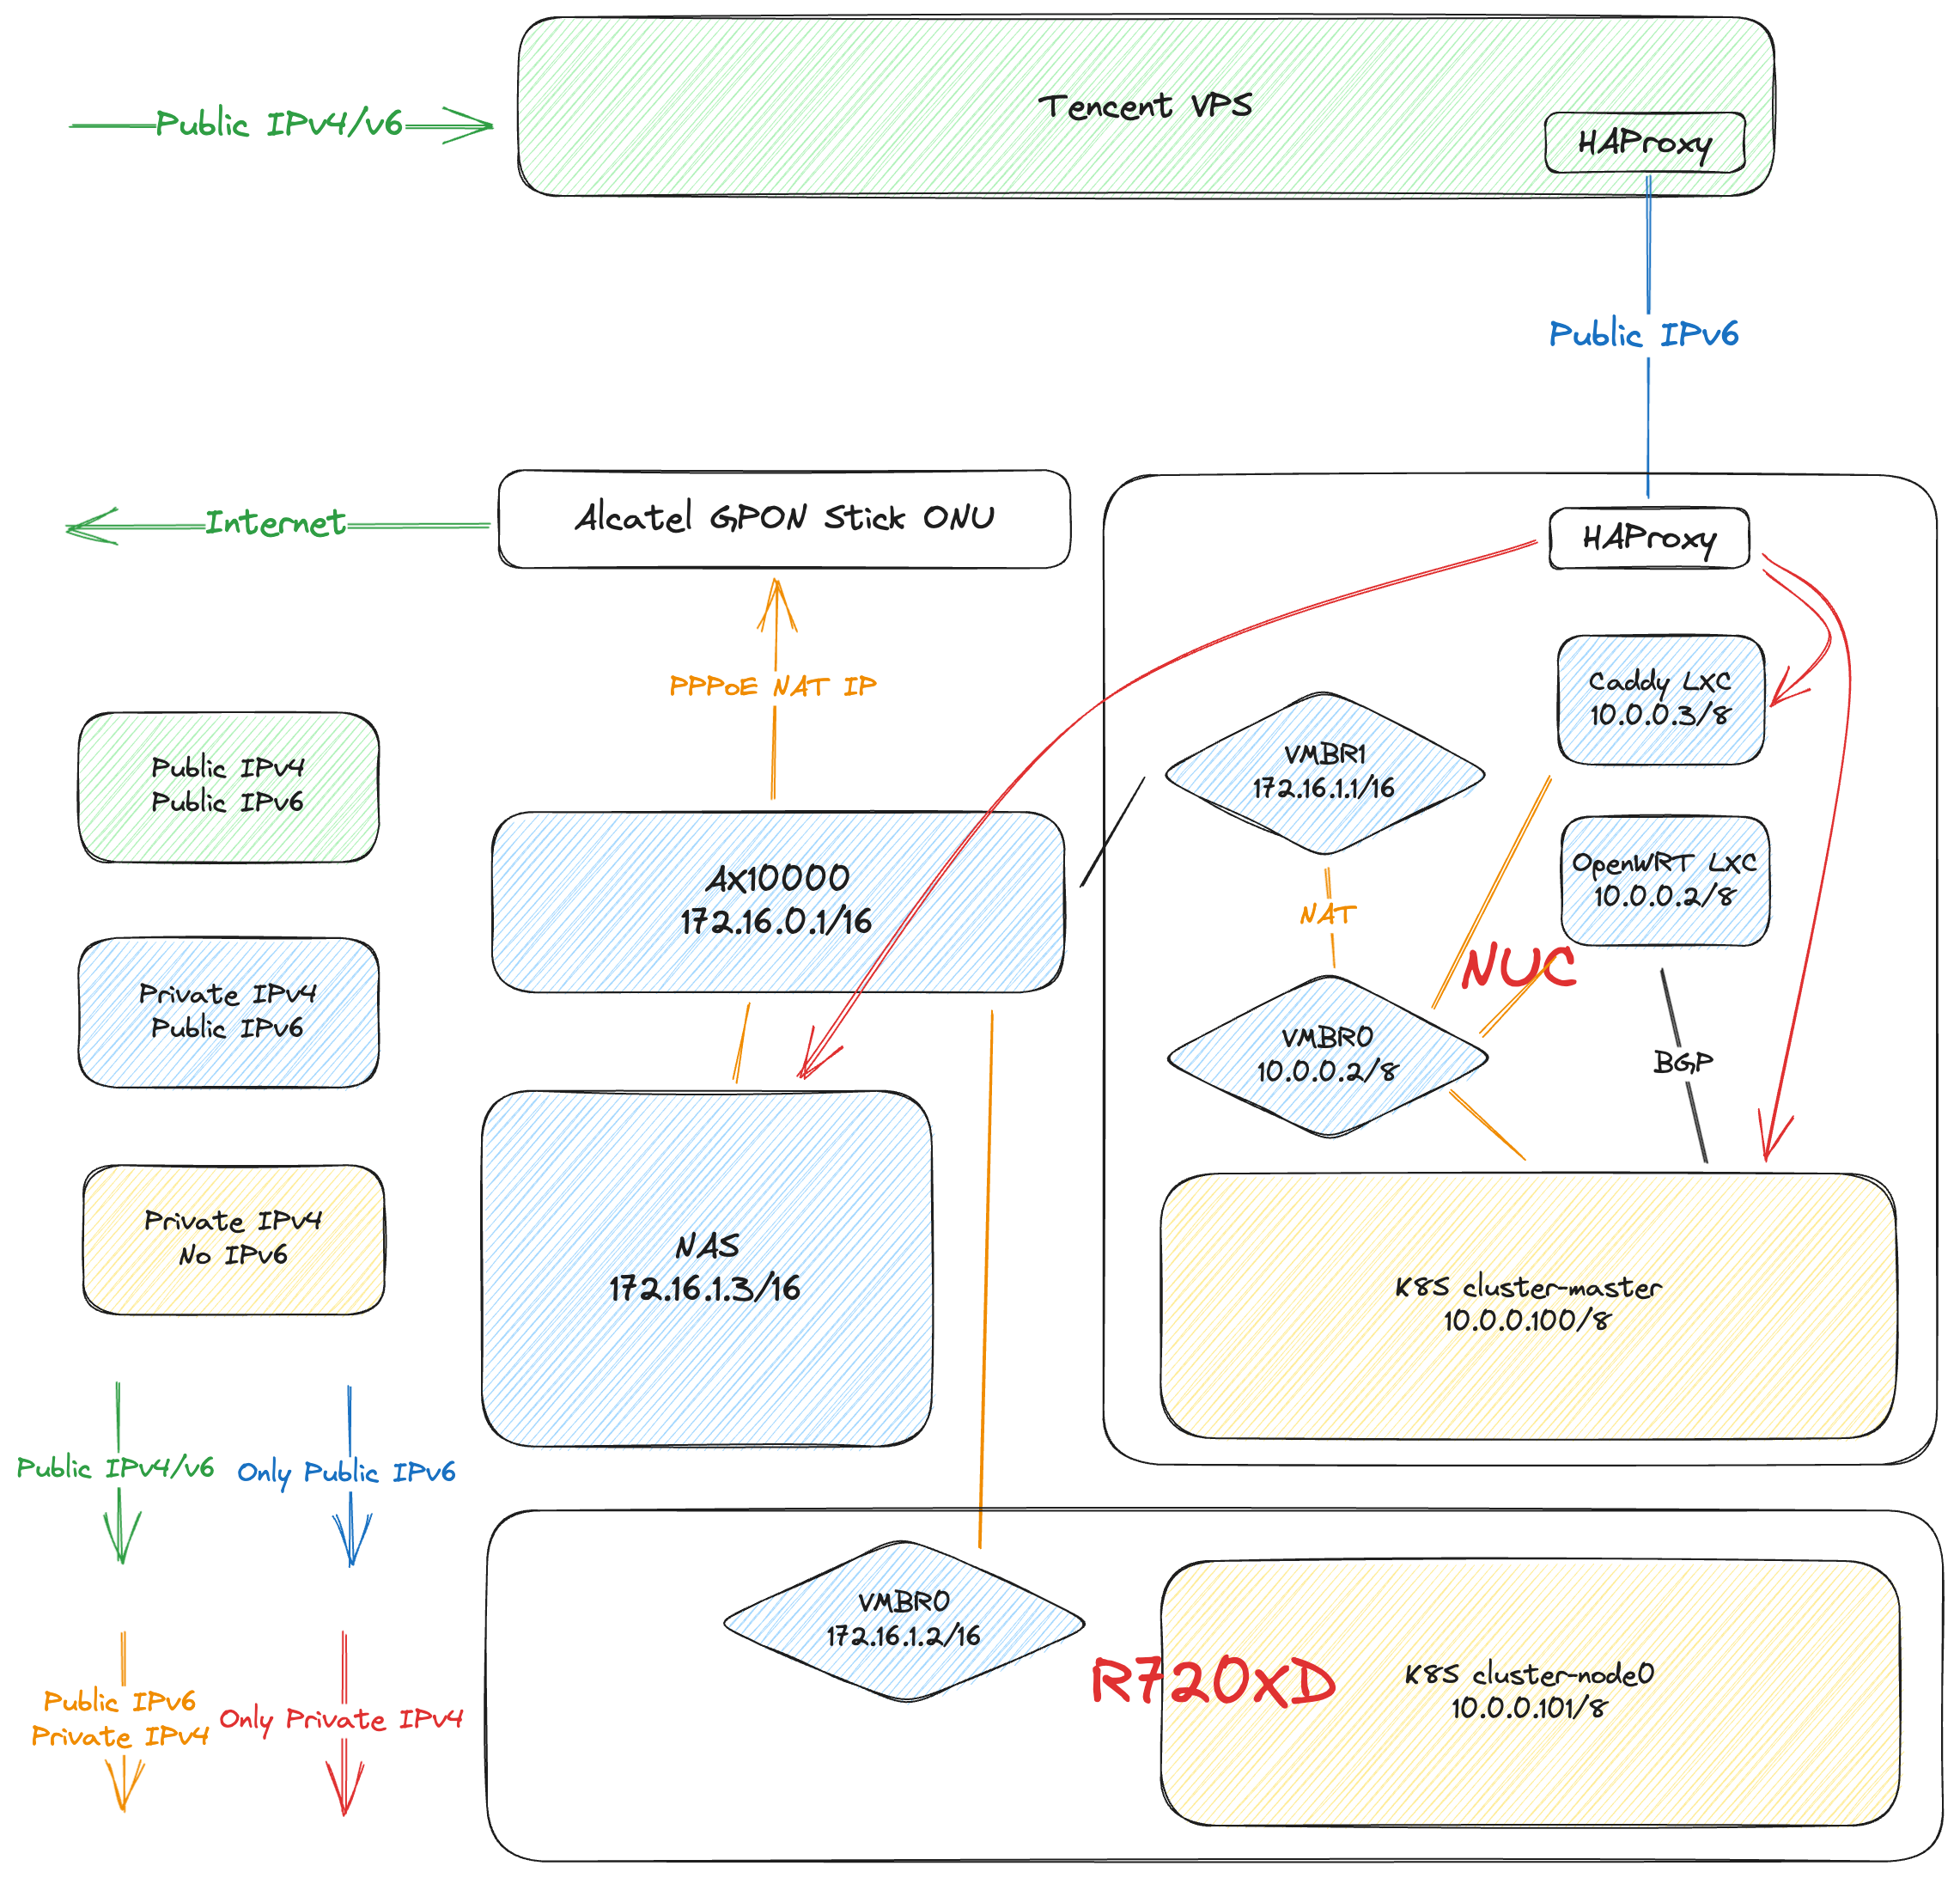 Tencent VPS
Public IPv4/v6
HAProxy
Public IPv6
Internet
Alcatel GPON Stick ONU
HAProxy
PPPoE NAT IP
Caddy LXC
10.0.0.3/8
VMBR1
172.16.1.1/16
Public IPv4
Public IPv6
AX10000
172.16.0.1/16
OpenWRT LXC
10.0.0.2/8
NAT
NUC
Private IPv4
Public IPv6
VMBR0
10.0.0.2/8
BGP
Private IPv4
No IPv6
NAS
172.16.1.3/16
K8S cluster-master
10.0.0.100/8
Public IPv4/v6
Only Public IPv6
VMBR0
172.16.1.2/16
R720XD
K8S cluster-node0
10.0.0.101/8
Public IPv6
Private IPv4
Only Private IPv4